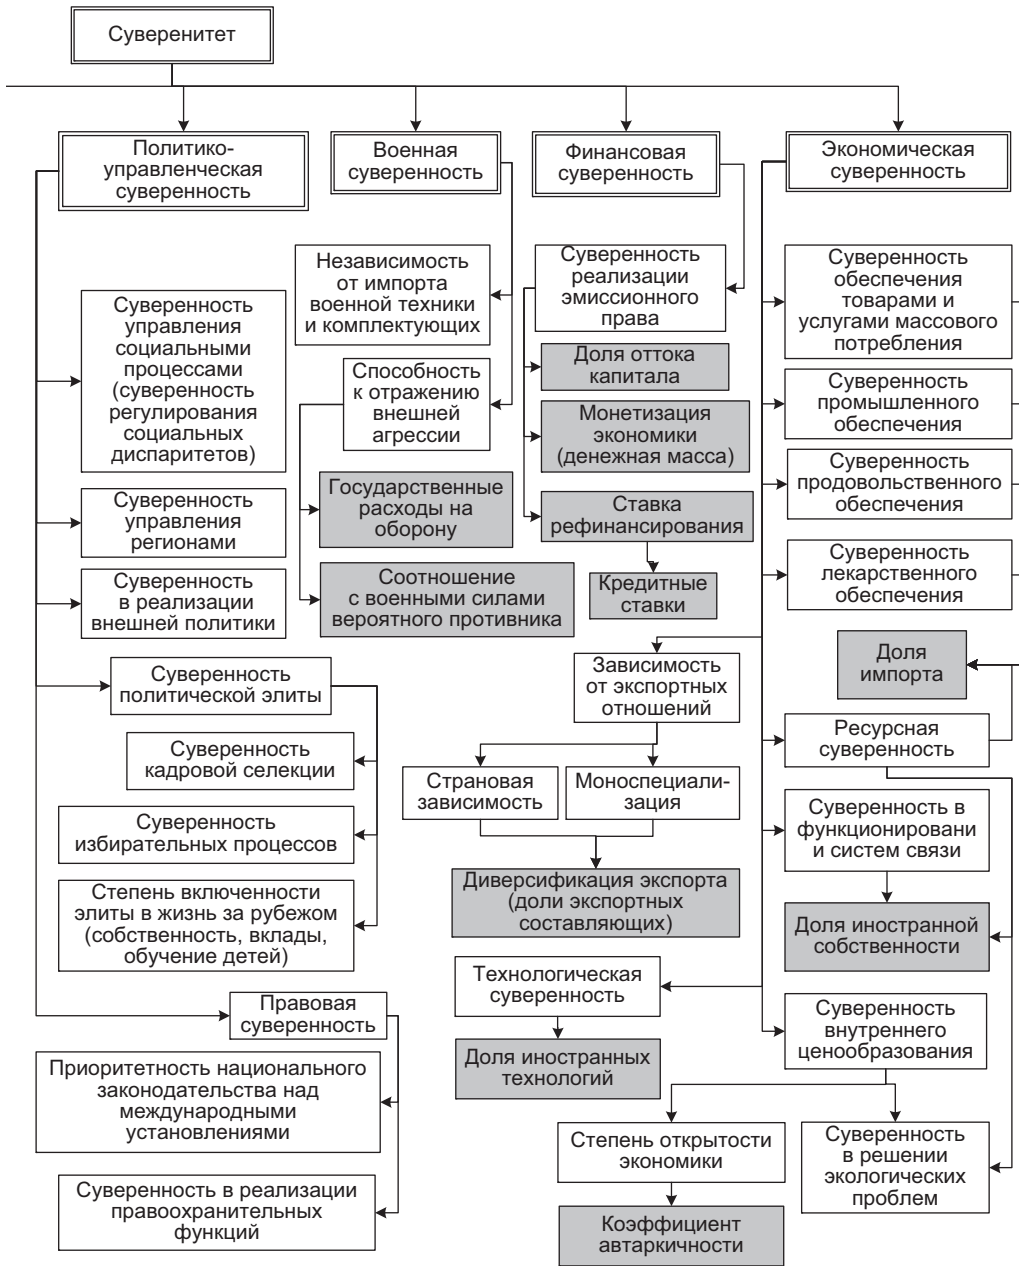 Суверенитет
Политико-
управленческая
суверенность
Военная
суверенность
Финансовая
суверенность
Экономическая
суверенность
Суверенность
управления
социальными
процессами
(суверенность
регулирования
социальных
диспаритетов)
Суверенность
управления
регионами
Суверенность
в реализации
внешней политики
Суверенность
политической элиты
Суверенность
кадровой селекции
Суверенность
избирательных процессов
Степень включенности
элиты в жизнь за рубежом
(собственность, вклады,
обучение детей)
Правовая
суверенность
Приоритетность национального
законодательства над
международными
установлениями
Суверенность в реализации
правоохранительных
функций
Независимость
от импорта
военной техники
и комплектующих
Способность
к отражению
внешней
агрессии
Государственные
расходы на
оборону
Соотношение
с военными силами
вероятного противника
Суверенность
реализации
эмиссионного
права
Доля оттока
капитала
Монетизация
экономики
(денежная масса)
Ставка
рефинансирования
Кредитные
ставки
Суверенность
обеспечения
товарами и
услугами массового
потребления
Суверенность
промышленного
обеспечения
Суверенность
продовольственного
обеспечения
Суверенность
лекарственного
обеспечения
Доля
импорта
Зависимость
от экспортных
отношений
Страновая
зависимость
Моноспециали-
зация
Диверсификация экспорта
(доли экспортных
составляющих)
Ресурсная
суверенность
Суверенность в
функционировани
и систем связи
Доля иностранной
собственности
Технологическая
суверенность
Доля иностранных
технологий
Суверенность
внутреннего
ценообразования
Степень открытости
экономики
Коэффициент
автаркичности
Суверенность
в решении
экологических
проблем